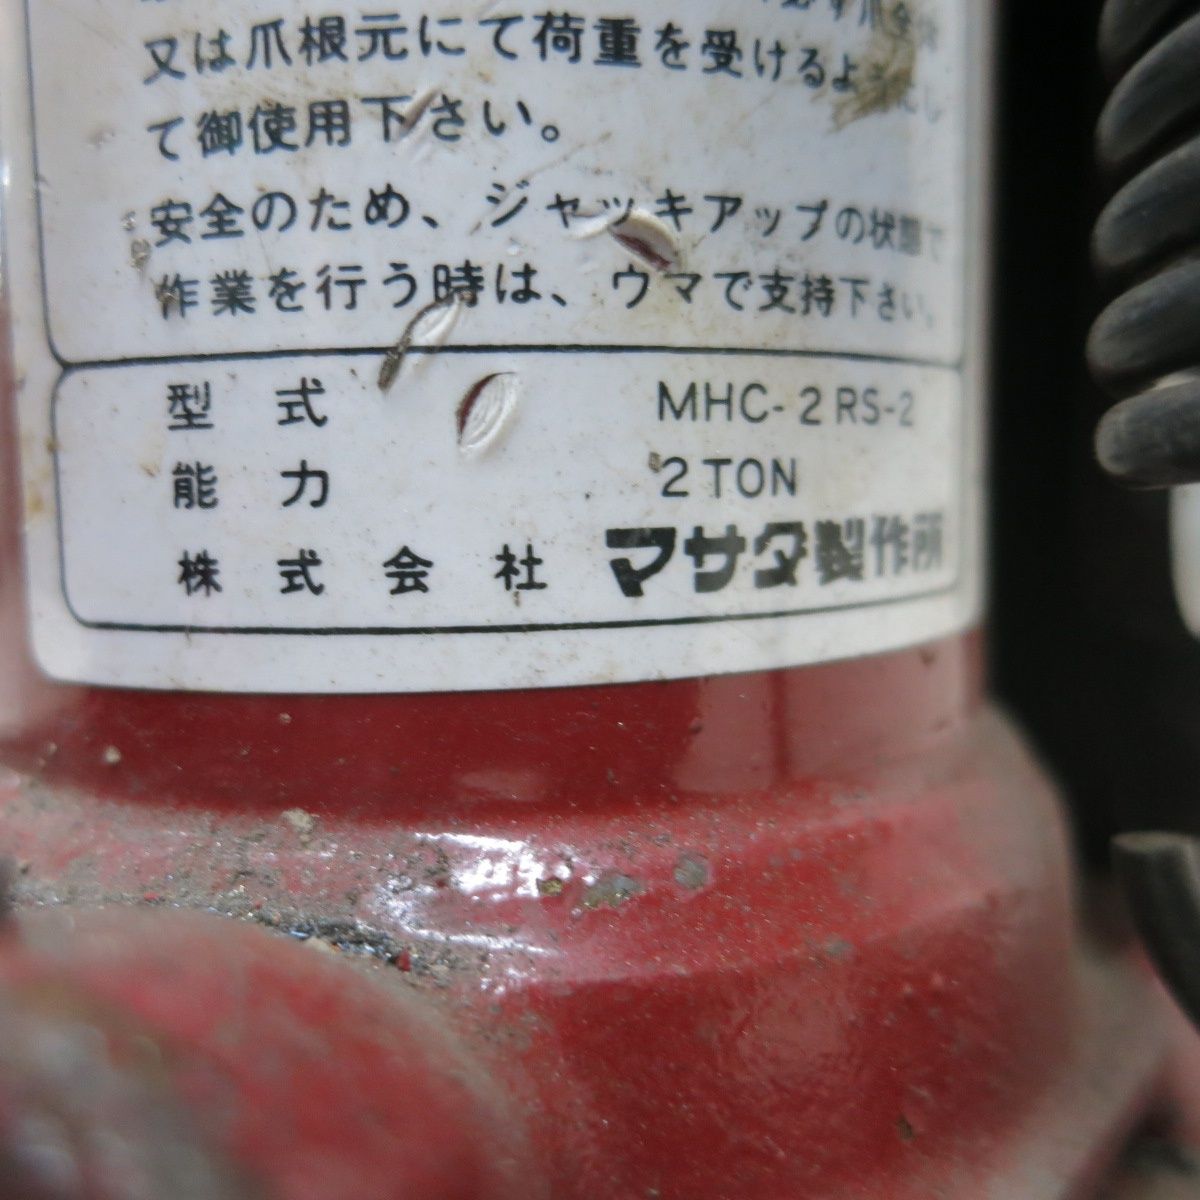 又は爪根元にて荷重を受けるようにし
て御使用下さい。
安全のため、ジャッキアップの状態で
作業を行う時は、ウマで支持下さい。
型式 MHC-2RS-2
能力 2TON
株式会社 マサダ製作所